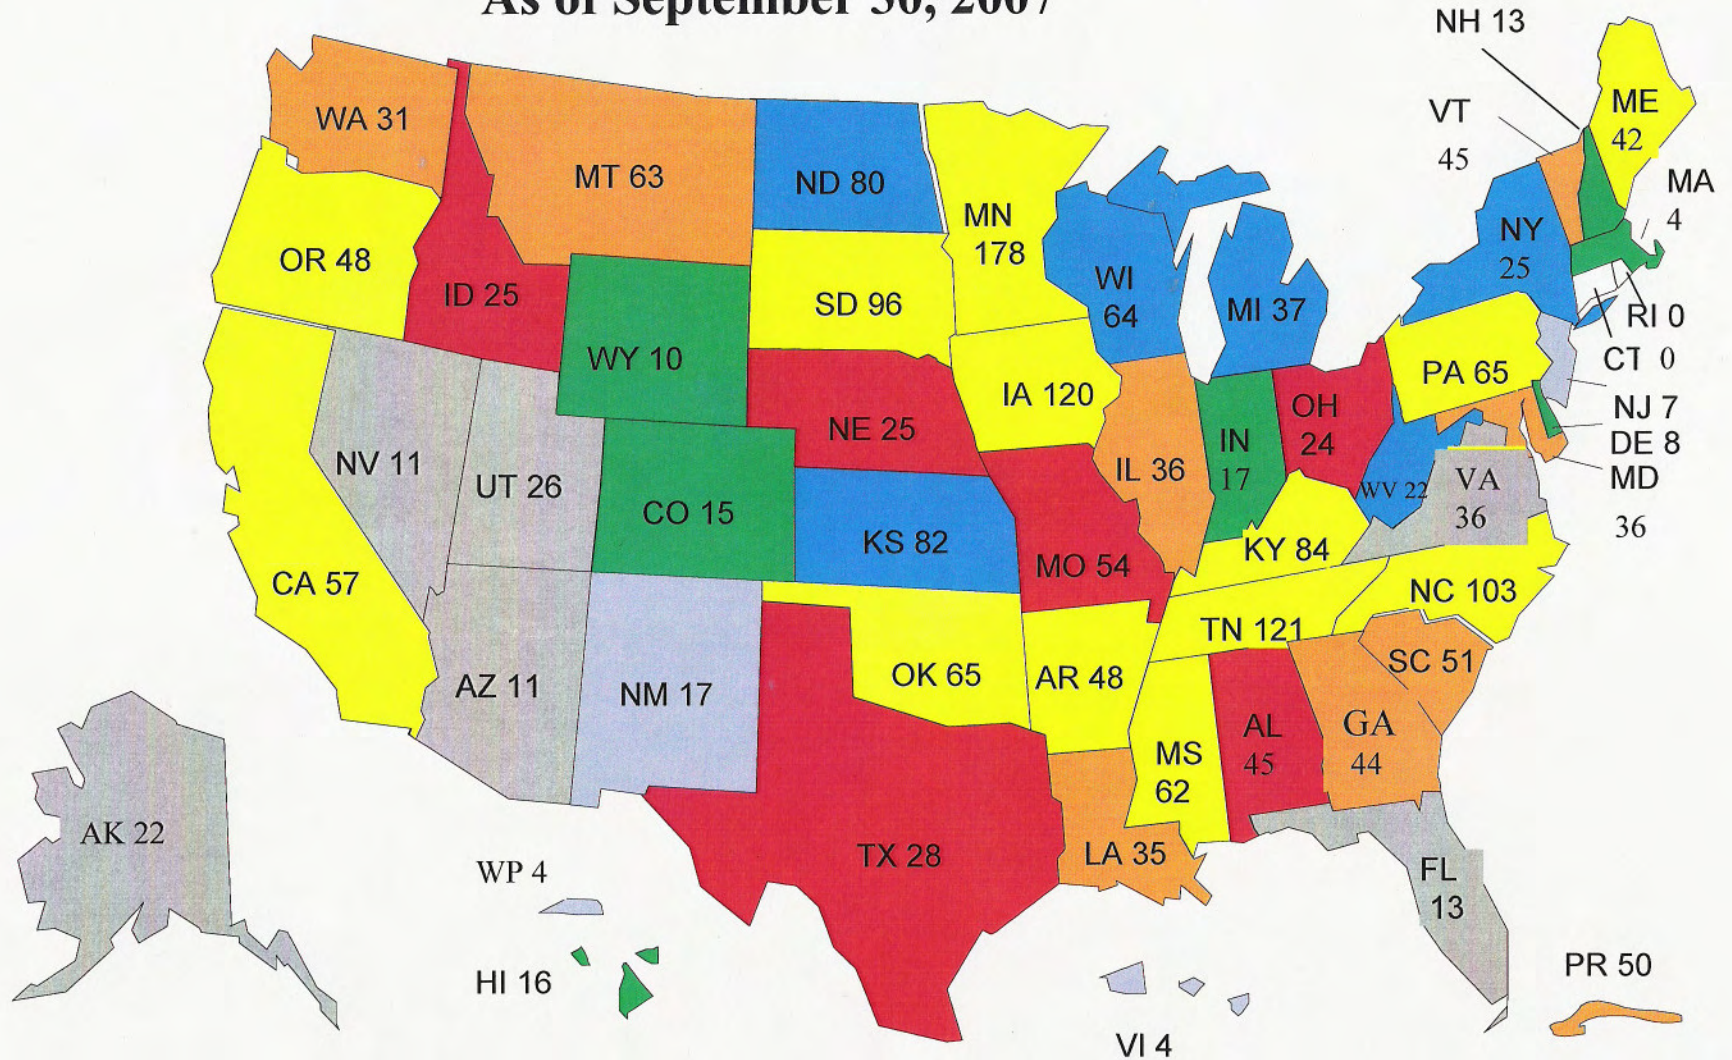 As of September 30, 2007
NH 13
VT
45
ME
42
MA
4
WA 31
MT 63
ND 80
MN
178
NY
25
OR 48
ID 25
SD 96
WI
64
MI 37
RI 0
CT 0
WY 10
IA 120
PA 65
NJ 7
DE 8
MD
36
NE 25
OH
24
IN
17
IL 36
NV 11
UT 26
CO 15
KS 82
WV 22
VA
36
CA 57
MO 54
KY 84
NC 103
TN 121
AZ 11
NM 17
OK 65
AR 48
SC 51
MS
62
AL
45
GA
44
AK 22
WP 4
TX 28
LA 35
FL
13
HI 16
PR 50
VI 4